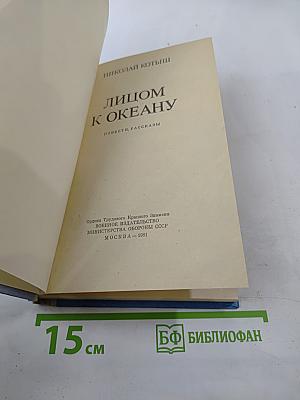 НИКОЛАЙ КОТЫШ
ЛИЦОМ
К ОКЕАНУ
ПОВЕСТИ, РАССКАЗЫ
Ордена Трудового Красного Знамени
ВОЕННОЕ ИЗДАТЕЛЬСТВО
МИНИСТЕРСТВА ОБОРОНЫ СССР
МОСКВА — 1981
15 см
БФ БИБЛИОФАН